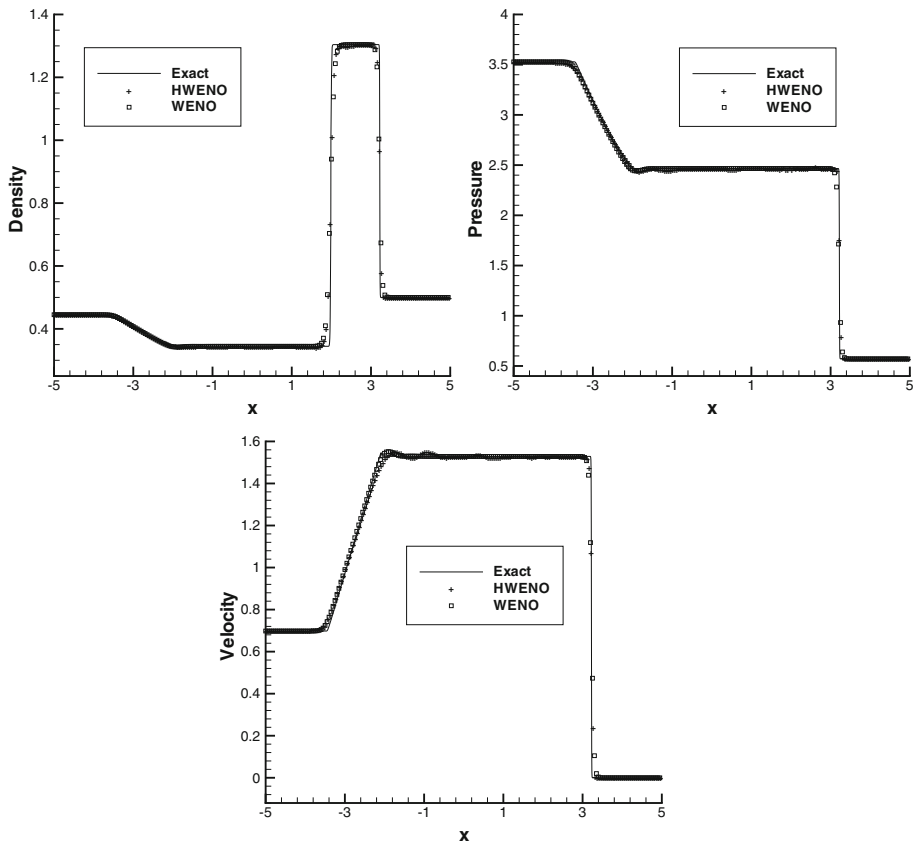 1.4
1.2
1
0.8
0.6
0.4
Density
Exact
HWENO
WENO
-5 -3 -1 1 3 5
x
4
3.5
3
2.5
2
1.5
1
0.5
Pressure
Exact
HWENO
WENO
-5 -3 -1 1 3 5
x
1.6
1.4
1.2
1
0.8
0.6
0.4
0.2
0
Velocity
Exact
HWENO
WENO
-5 -3 -1 1 3 5
x